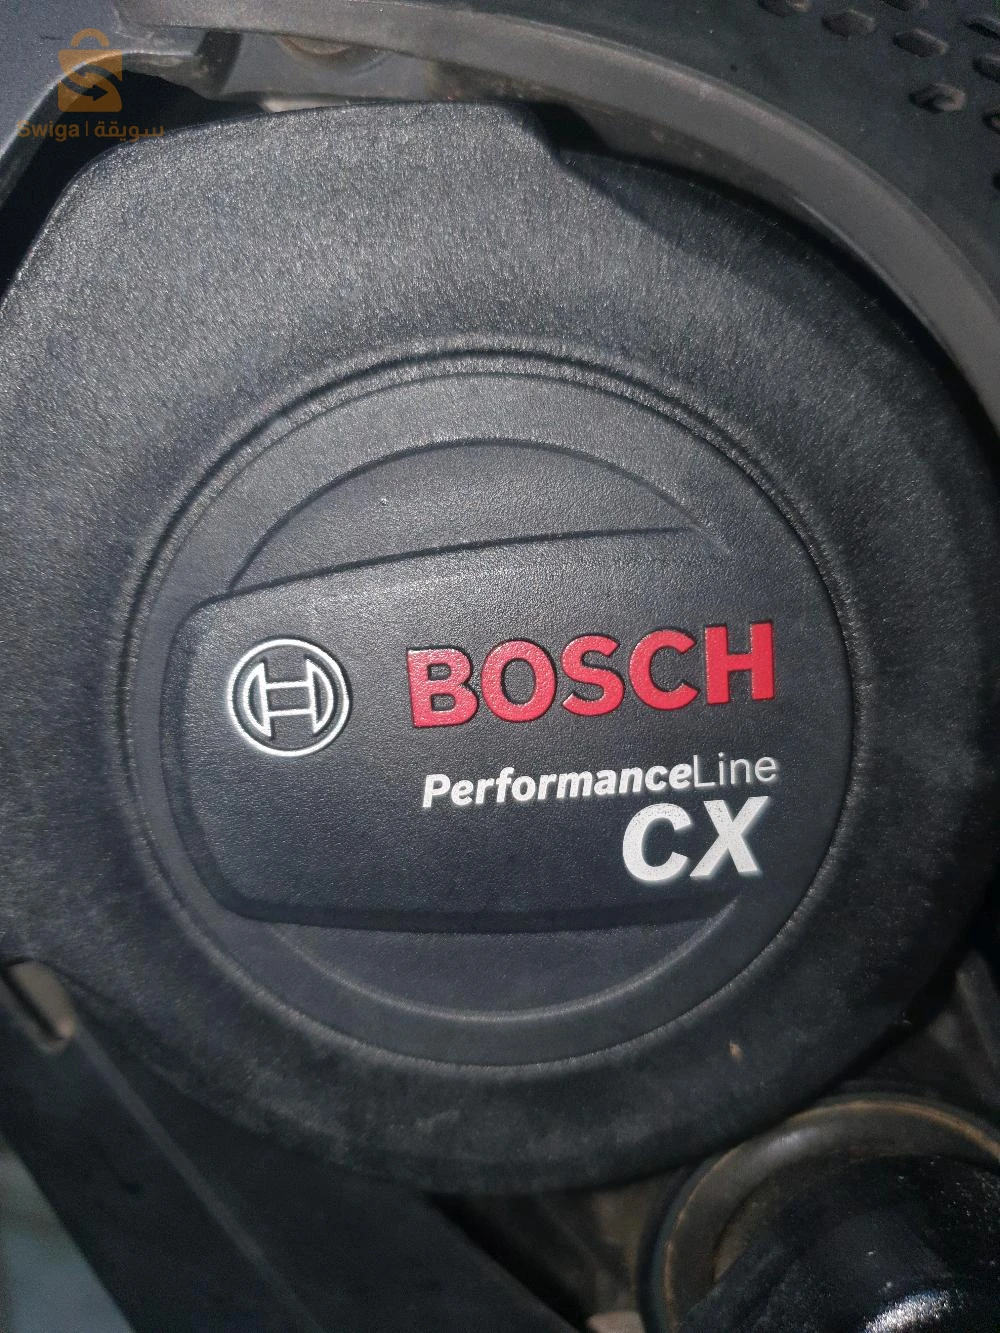 Swiga | سويقة
BOSCH
PerformanceLine
CX